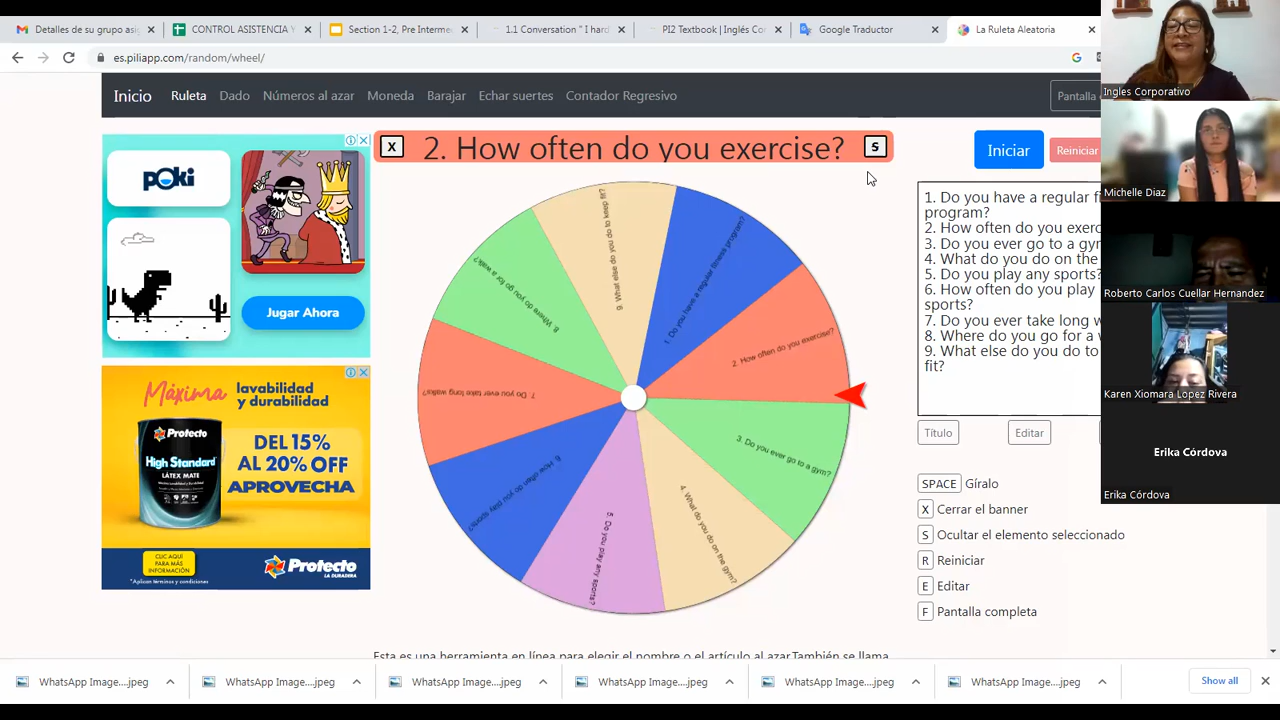 Detalles de su grupo asi
CONTROL ASISTENCIA Y
Section 1-2, Pre Interme
1.1 Conversation " I hard
PI2 Textbook | Inglés Co
Google Traductor
La Ruleta Aleatoria
es.piliapp.com/random/wheel/
Inicio
Ruleta
Dado
Números al azar
Moneda
Barajar
Echar suertes
Contador Regresivo
Pantalla
poki
Jugar Ahora
X
2. How often do you exercise?
S
Iniciar
Reiniciar
1. Do you have a regular fi
program?
2. How often do you exerc
3. Do you ever go to a gyr
4. What do you do on the
5. Do you play any sports?
6. How often do you play
sports?
7. Do you ever take long w
8. Where do you go for a w
9. What else do you do to
fit?
Título
Editar
SPACE Gíralo
X Cerrar el banner
S Ocultar el elemento seleccionado
R Reiniciar
E Editar
F Pantalla completa
1. Do you have a regular fitness program?
2. How often do you exercise?
3. Do you ever go to a gym?
4. What do you do on the gym?
5. Do you play any sports?
6. How often do you play sports?
7. Do you ever take long walks?
8. Where do you go for a walk?
9. What else do you do to keep fit?
Máxima lavabilidad
y durabilidad
Protecto
High Standard
LÁTEX MATE
DEL 15%
AL 20% OFF
APROVECHA
CLIC AQUÍ
PARA MÁS
INFORMACIÓN
*Aplican términos y condiciones
Protecto
LA DURADERA
Esta es una herramienta en línea para elegir el nombre o el artículo al azar.También se llama
Ingles Corporativo
Michelle Diaz
Roberto Carlos Cuellar Hernandez
Karen Xiomara Lopez Rivera
Erika Córdova
Erika Córdova
WhatsApp Image....jpeg
WhatsApp Image....jpeg
WhatsApp Image....jpeg
WhatsApp Image....jpeg
WhatsApp Image....jpeg
WhatsApp Image....jpeg
Show all